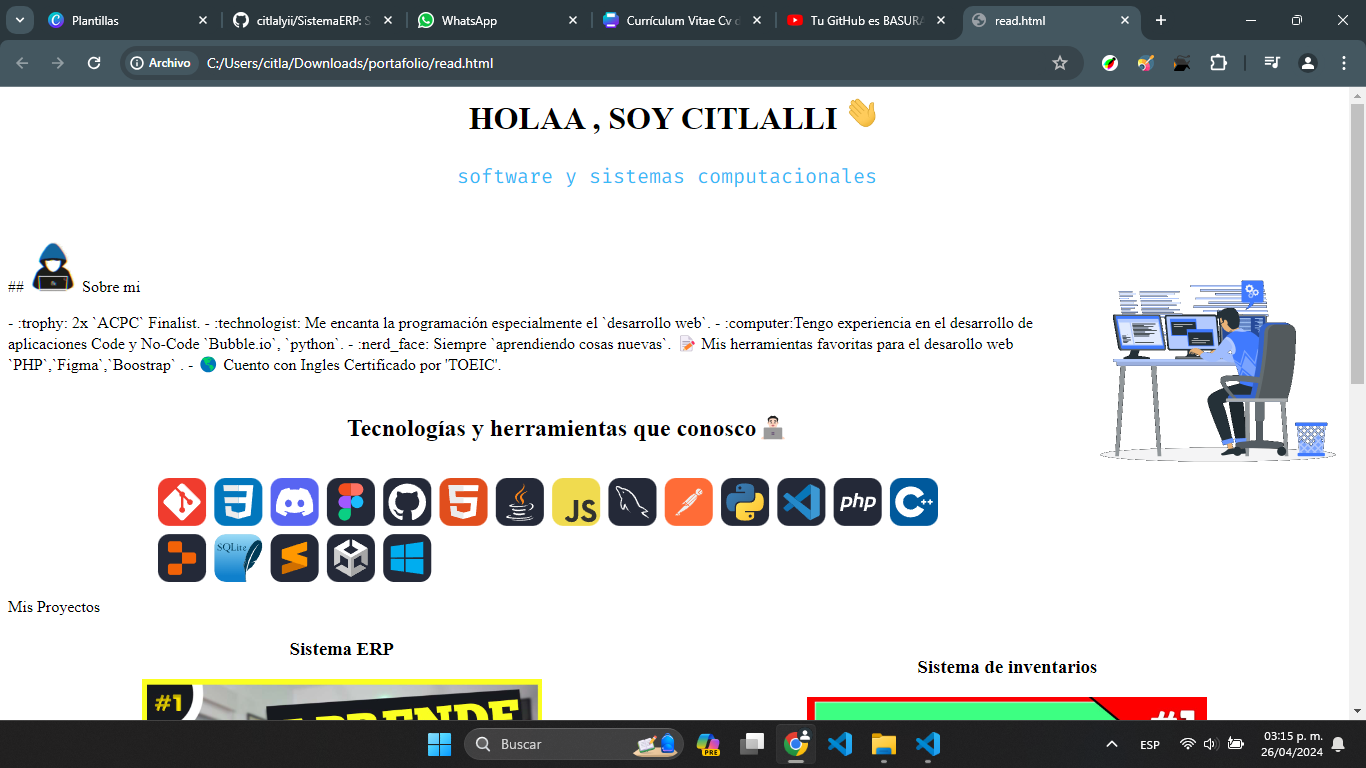 Plantillas
citlalyii/SistemaERP: S
WhatsApp
Currículum Vitae Cv d
Tu GitHub es BASURA
read.html
Archivo
C:/Users/citla/Downloads/portafolio/read.html
HOLAA , SOY CITLALLI 👋
software y sistemas computacionales
## Sobre mi
- :trophy: 2x `ACPC` Finalist. - :technologist: Me encanta la programación especialmente el `desarrollo web`. - :computer:Tengo experiencia en el desarrollo de
aplicaciones Code y No-Code `Bubble.io`, `python`. - :nerd_face: Siempre `aprendiendo cosas nuevas`. 📝 Mis herramientas favoritas para el desarollo web
`PHP`,`Figma`,`Boostrap` . - 🌎 Cuento con Ingles Certificado por 'TOEIC'.
Tecnologías y herramientas que conosco 👨🏻‍💻
JS
php
C++
SQLite
Mis Proyectos
Sistema ERP
Sistema de inventarios
#1
APRENDE
#1
Buscar
PRE
ESP
03:15 p. m.
26/04/2024